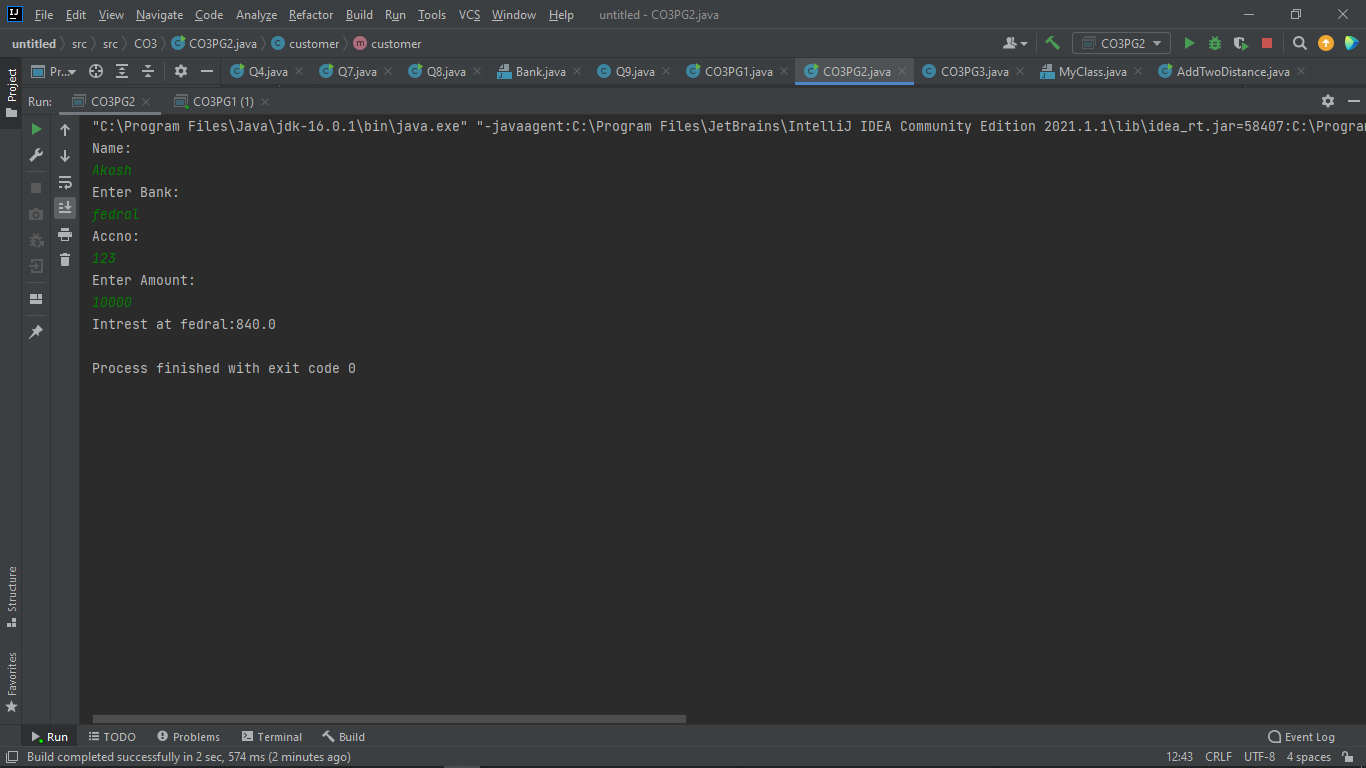 File Edit View Navigate Code Analyze Refactor Build Run Tools VCS Window Help untitled - CO3PG2.java
untitled src src CO3 CO3PG2.java customer m customer CO3PG2
Project
Pr... Q4.java Q7.java Q8.java Bank.java Q9.java CO3PG1.java CO3PG2.java CO3PG3.java MyClass.java AddTwoDistance.java
Run: CO3PG2 CO3PG1 (1)
"C:\Program Files\Java\jdk-16.0.1\bin\java.exe" "-javaagent:C:\Program Files\JetBrains\IntelliJ IDEA Community Edition 2021.1.1\lib\idea_rt.jar=58407:C:\Program
Name:
Akash
Enter Bank:
fedral
Accno:
123
Enter Amount:
10000
Intrest at fedral:840.0
Process finished with exit code 0
Structure
Favorites
Run TODO Problems Terminal Build Event Log
Build completed successfully in 2 sec, 574 ms (2 minutes ago) 12:43 CRLF UTF-8 4 spaces